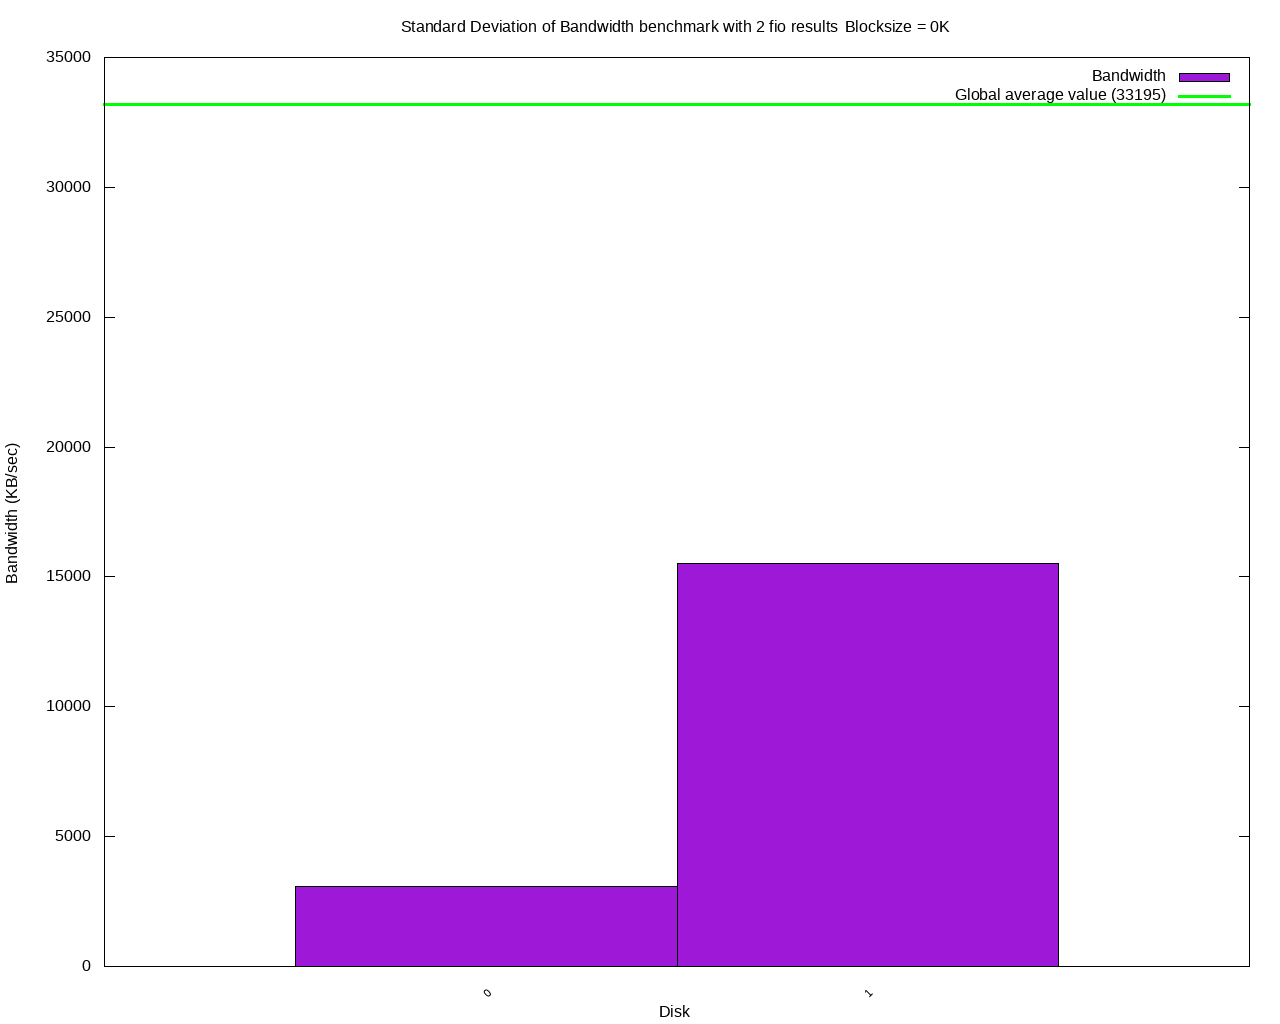 Standard Deviation of Bandwidth benchmark with 2 fio results Blocksize = 0K
Bandwidth
Global average value (33195)
35000
30000
25000
20000
15000
10000
5000
0
Bandwidth (KB/sec)
0
1
Disk